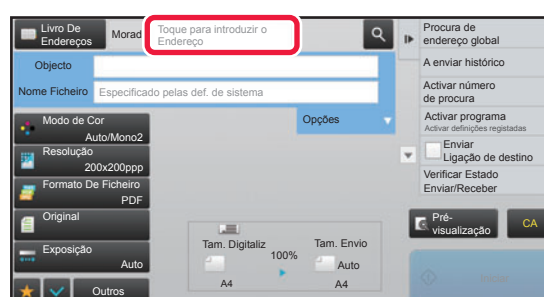 Livro De
Endereços
Morad
Toque para introduzir o
Endereço
Objecto
Nome Ficheiro
Especificado pelas def. de sistema
Modo de Cor
Auto/Mono2
Resolução
200x200ppp
Formato De Ficheiro
PDF
Original
Exposição
Auto
Outros
Opções
Tam. Digitaliz
100%
Tam. Envio
Auto
A4
A4
Procura de
endereço global
A enviar histórico
Activar número
de procura
Activar programa
Activar definições registadas
Enviar
Ligação de destino
Verificar Estado
Enviar/Receber
Pré-
visualização
CA